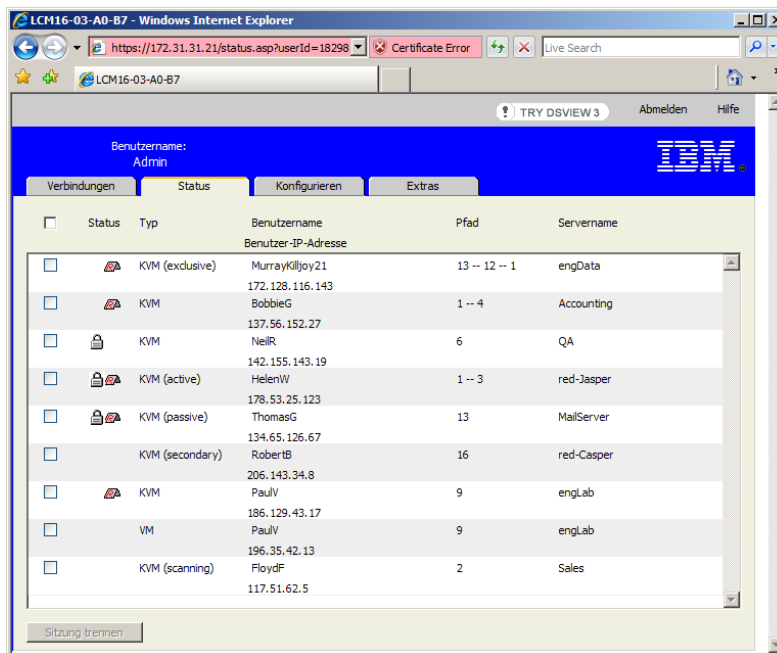 LCM16-03-A0-B7 - Windows Internet Explorer
https://172.31.31.21/status.asp?userId=18298 Certificate Error Live Search
LCM16-03-A0-B7
! TRY DSVIEW 3 Abmelden Hilfe
Benutzername:
Admin
IBM
Verbindungen Status Konfigurieren Extras
Status Typ Benutzername Pfad Servername
Benutzer-IP-Adresse
KVM (exclusive) MurrayKilljoy21 13 -- 12 -- 1 engData
172.128.116.143
KVM BobbieG 1 -- 4 Accounting
137.56.152.27
KVM NeilR 6 QA
142.155.143.19
KVM (active) HelenW 1 -- 3 red-Jasper
178.53.25.123
KVM (passive) ThomasG 13 MailServer
134.65.126.67
KVM (secondary) RobertB 16 red-Casper
206.143.34.8
KVM PaulV 9 engLab
186.129.43.17
VM PaulV 9 engLab
196.35.42.13
KVM (scanning) FloydF 2 Sales
117.51.62.5
Sitzung trennen